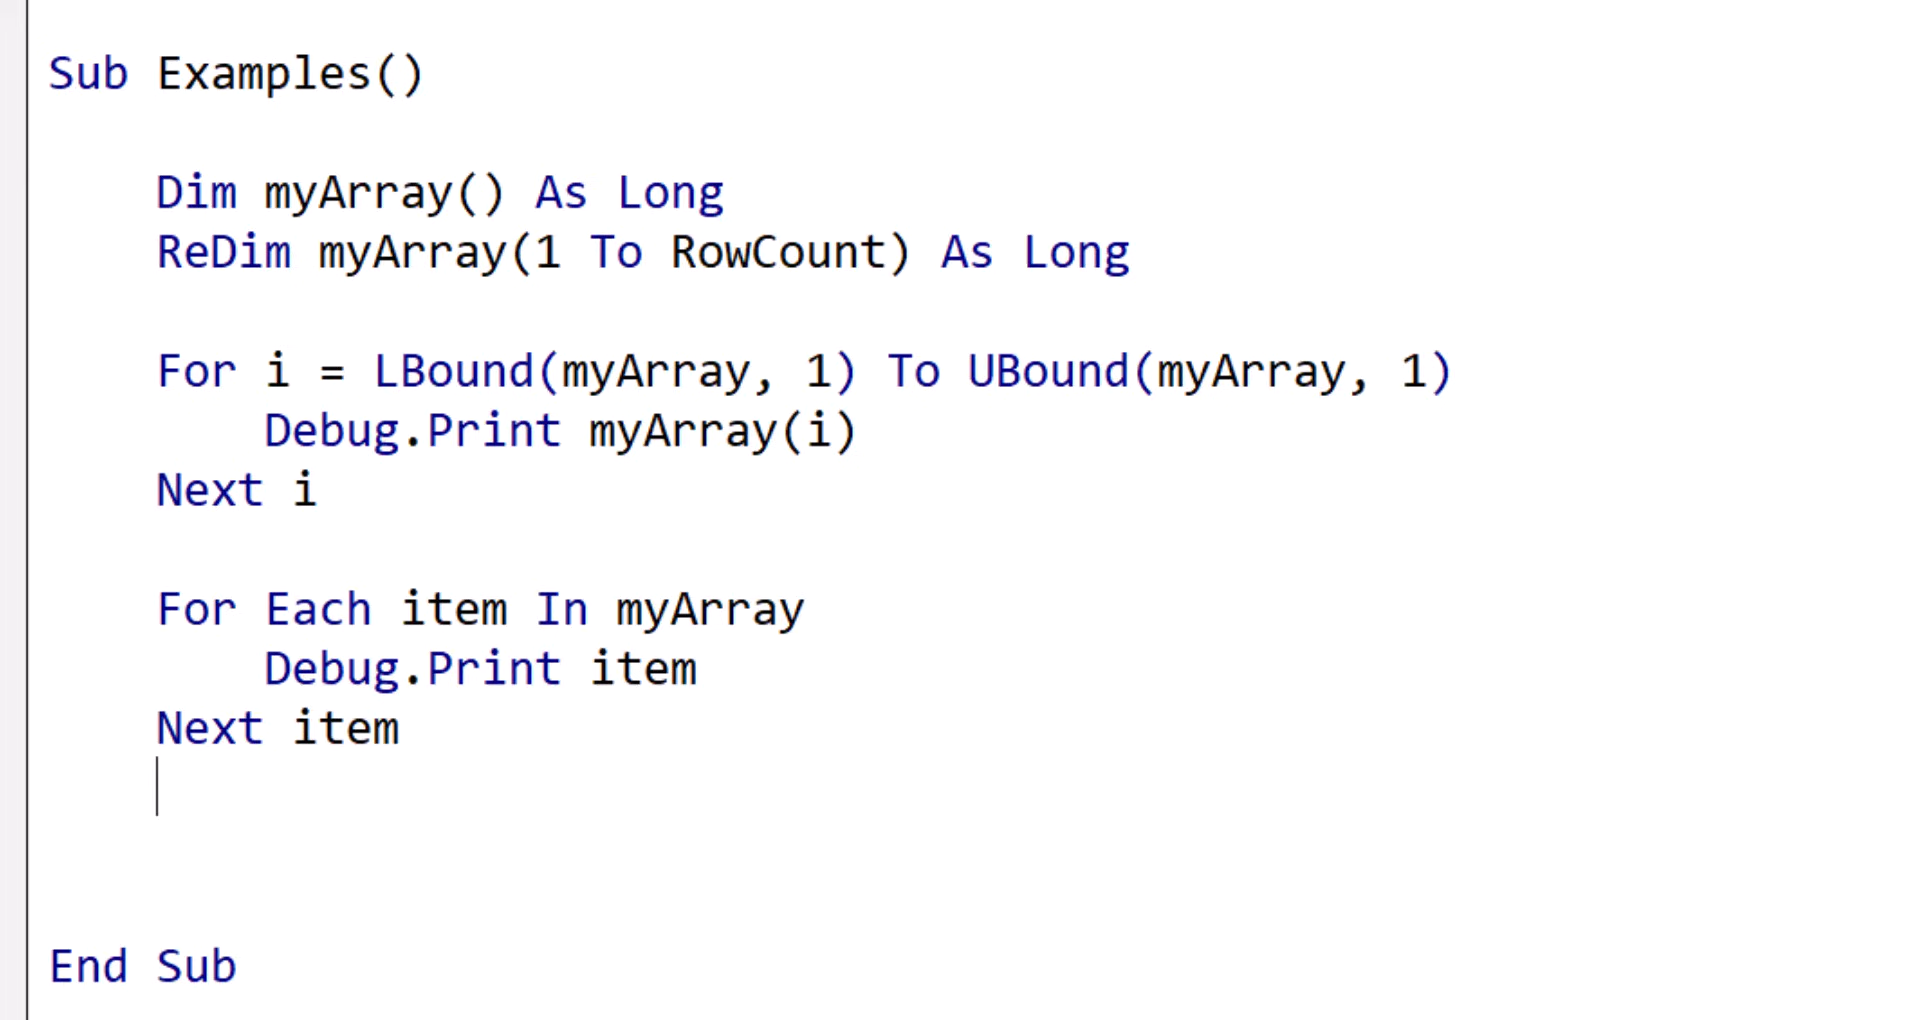 Sub Examples()
Dim myArray() As Long
ReDim myArray(1 To RowCount) As Long
For i = LBound(myArray, 1) To UBound(myArray, 1)
Debug.Print myArray(i)
Next i
For Each item In myArray
Debug.Print item
Next item
End Sub